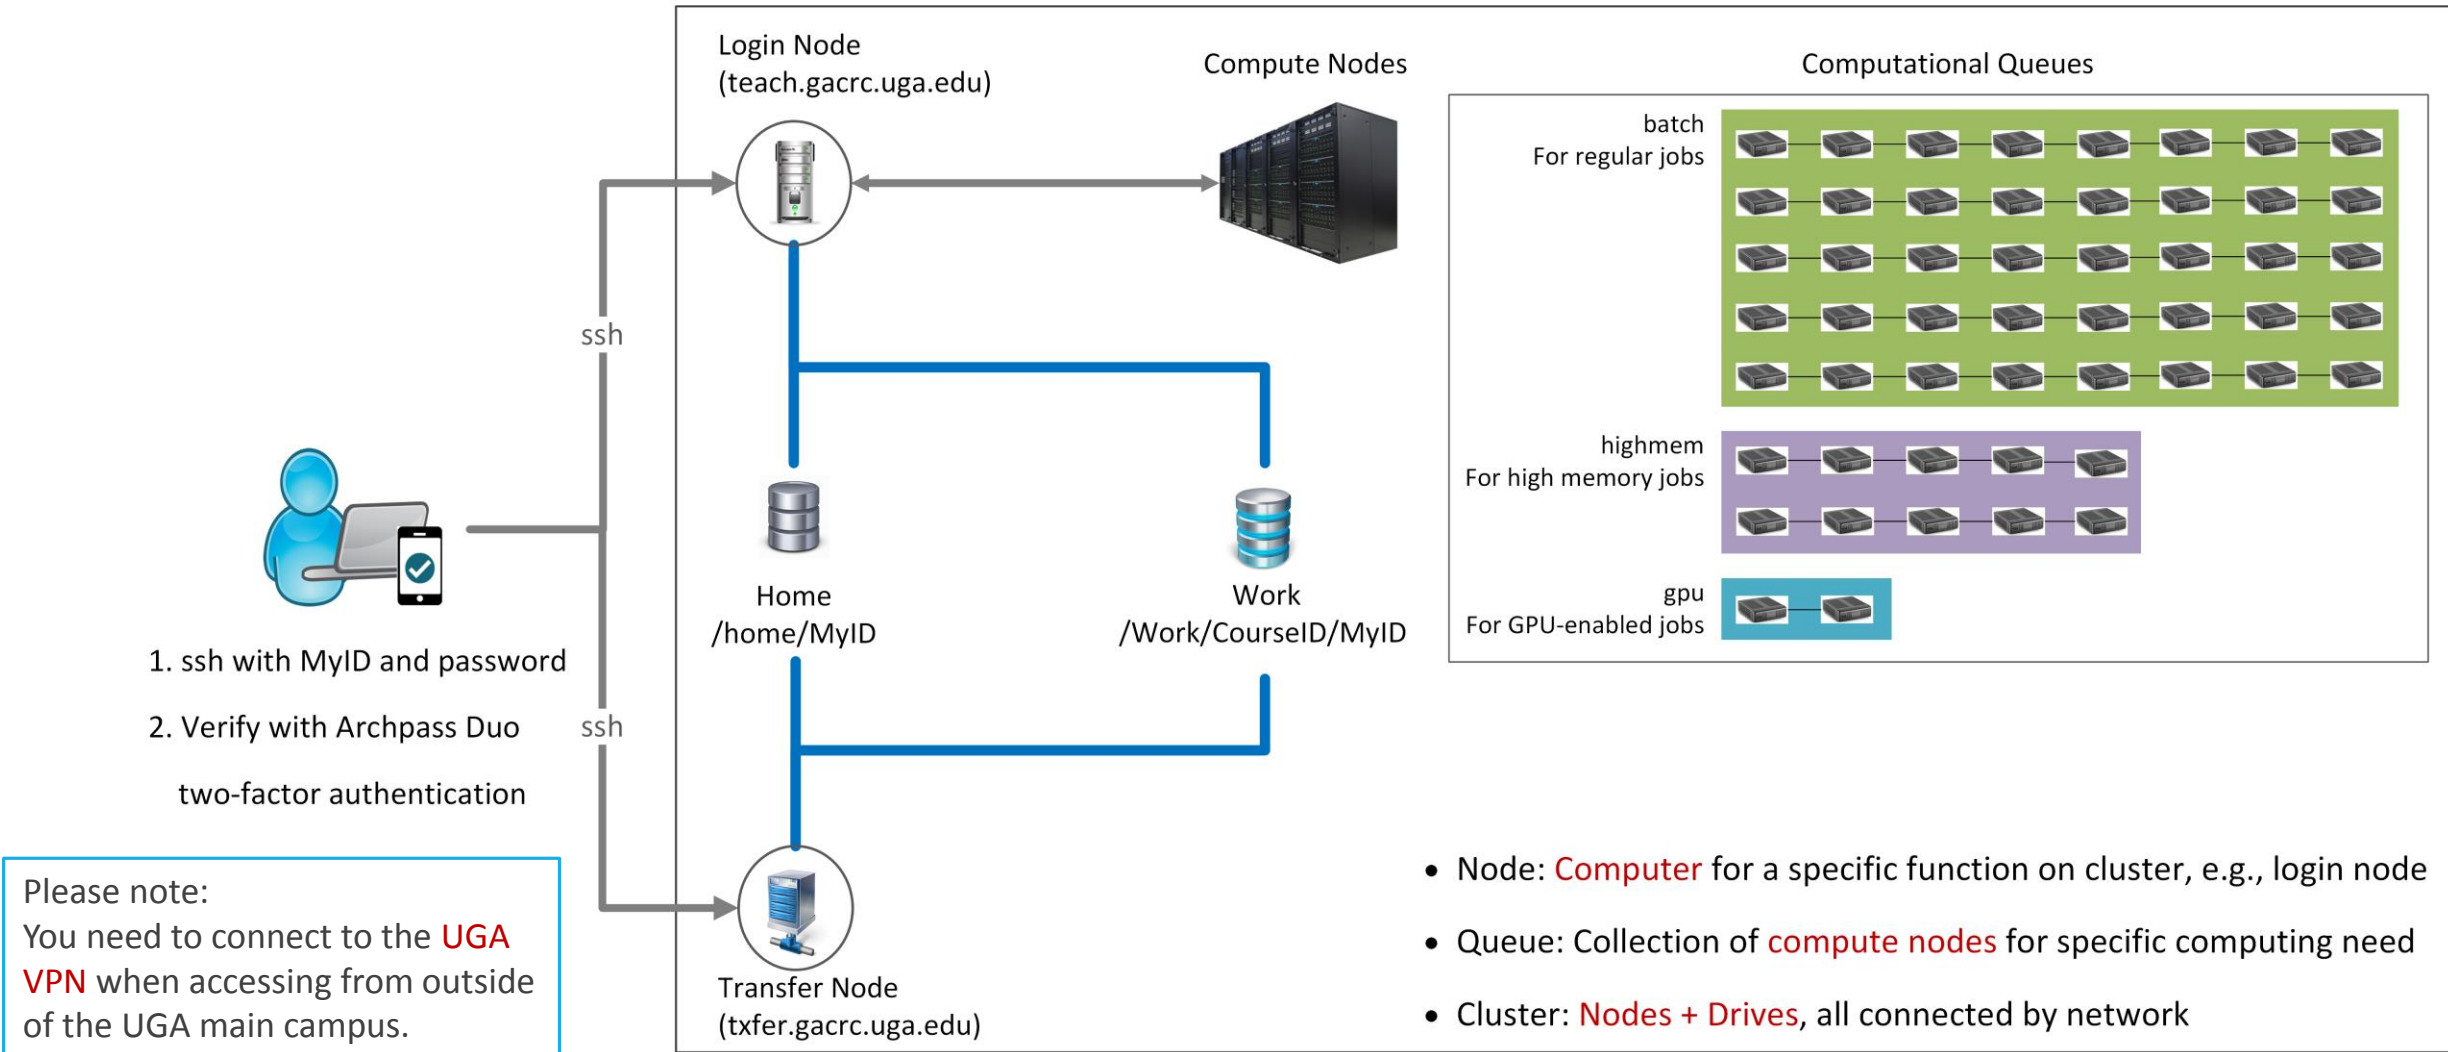 Login Node
(teach.gacrc.uga.edu)
Compute Nodes
Computational Queues
batch
For regular jobs
highmem
For high memory jobs
gpu
For GPU-enabled jobs
ssh
ssh
Home
/home/MyID
Work
/Work/CourseID/MyID
1. ssh with MyID and password
2. Verify with Archpass Duo
two-factor authentication
Please note:
You need to connect to the UGA
VPN when accessing from outside
of the UGA main campus.
Transfer Node
(txfer.gacrc.uga.edu)
• Node: Computer for a specific function on cluster, e.g., login node
• Queue: Collection of compute nodes for specific computing need
• Cluster: Nodes + Drives, all connected by network